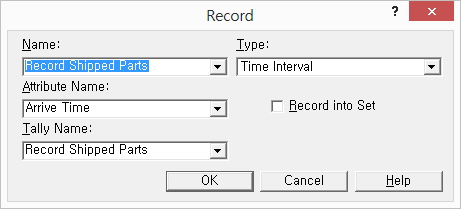 Record
?
Name:
Type:
Record Shipped Parts
Time Interval
Attribute Name:
Arrive Time
Record into Set
Tally Name:
Record Shipped Parts
OK
Cancel
Help